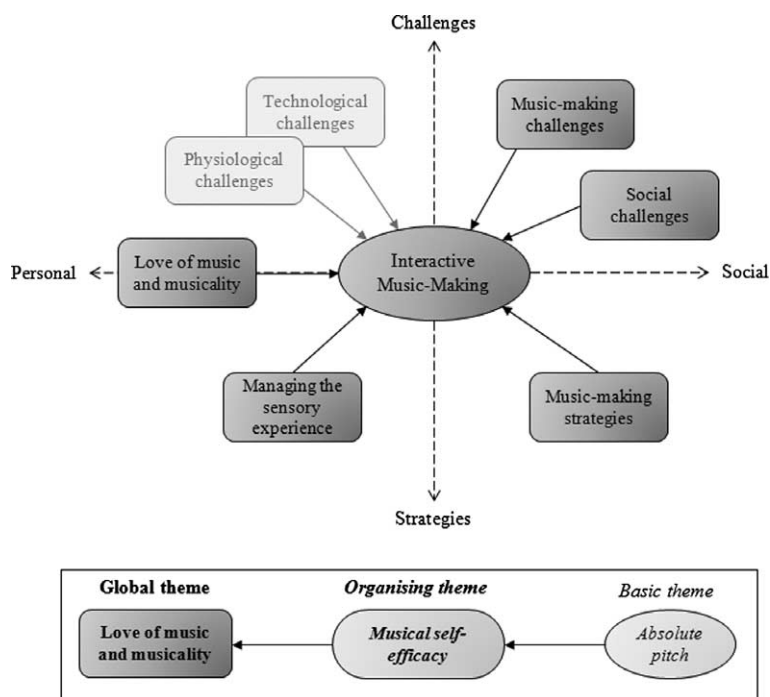 Challenges
Technological
challenges
Physiological
challenges
Music-making
challenges
Social
challenges
Personal
Love of music
and musicality
Interactive
Music-Making
Social
Managing the
sensory
experience
Music-making
strategies
Strategies
Global theme
Organising theme
Basic theme
Love of music
and musicality
Musical self-
efficacy
Absolute
pitch